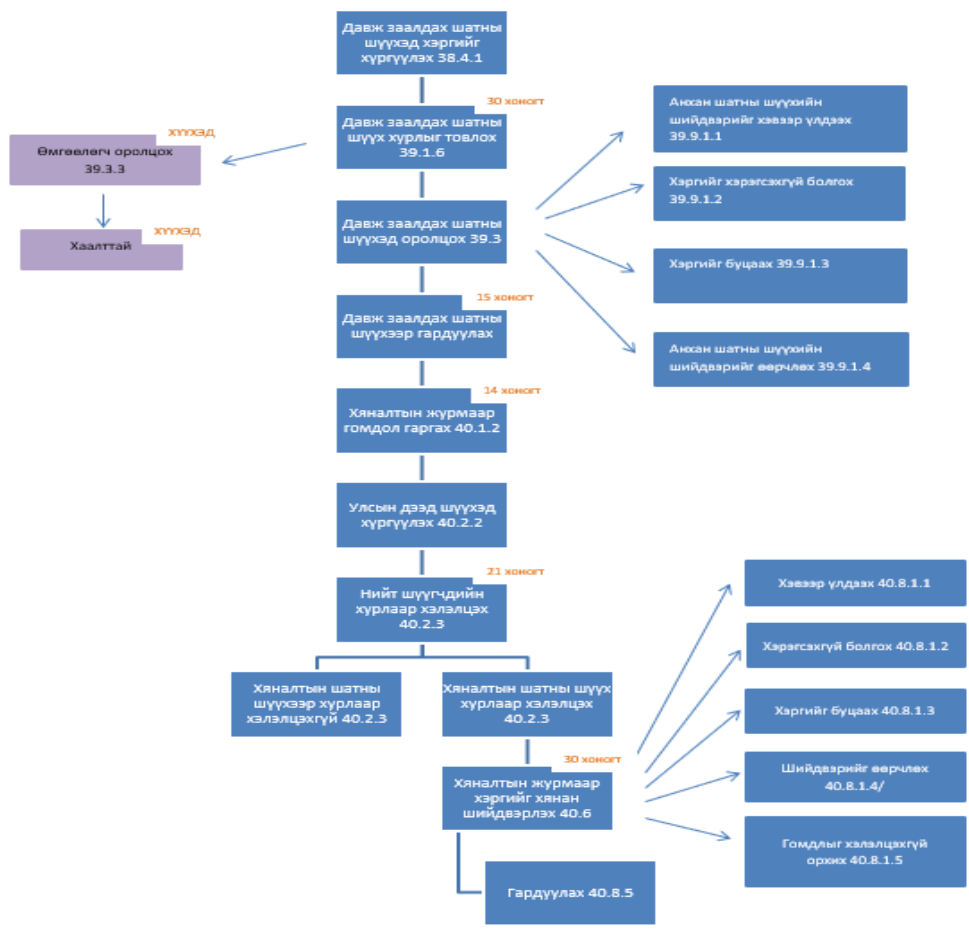 Давж заалдах шатны
шүүхэд хэргийг
хүргүүлэх 38.4.1
30 хоногт
Давж заалдах шатны
шүүх хурлыг товлох
39.1.6
ХҮҮХЭД
Өмгөөлөгч оролцох
39.3.3
ХҮҮХЭД
Хаалттай
Давж заалдах шатны
шүүхэд оролцох 39.3
Анхан шатны шүүхийн
шийдвэрийг хэвээр үлдээх
39.9.1.1
Хэргийг хэрэгсэхгүй болгох
39.9.1.2
Хэргийг буцаах 39.9.1.3
Анхан шатны шүүхийн
шийдвэрийг өөрчлөх 39.9.1.4
15 хоногт
Давж заалдах шатны
шүүхээр гардуулах
14 хоногт
Хяналтын журмаар
гомдол гаргах 40.1.2
Улсын дээд шүүхэд
хүргүүлэх 40.2.2
21 хоногт
Нийт шүүгчдийн
хурлаар хэлэлцэх
40.2.3
Хяналтын шатны
шүүхээр хурлаар
хэлэлцэхгүй 40.2.3
Хяналтын шатны шүүх
хурлаар хэлэлцэх
40.2.3
30 хоногт
Хяналтын журмаар
хэргийг хянан
шийдвэрлэх 40.6
Хэвээр үлдээх 40.8.1.1
Хэрэгсэхгүй болгох 40.8.1.2
Хэргийг буцаах 40.8.1.3
Шийдвэрийг өөрчлөх
40.8.1.4/
Гомдлыг хэлэлцэхгүй
орхих 40.8.1.5
Гардуулах 40.8.5